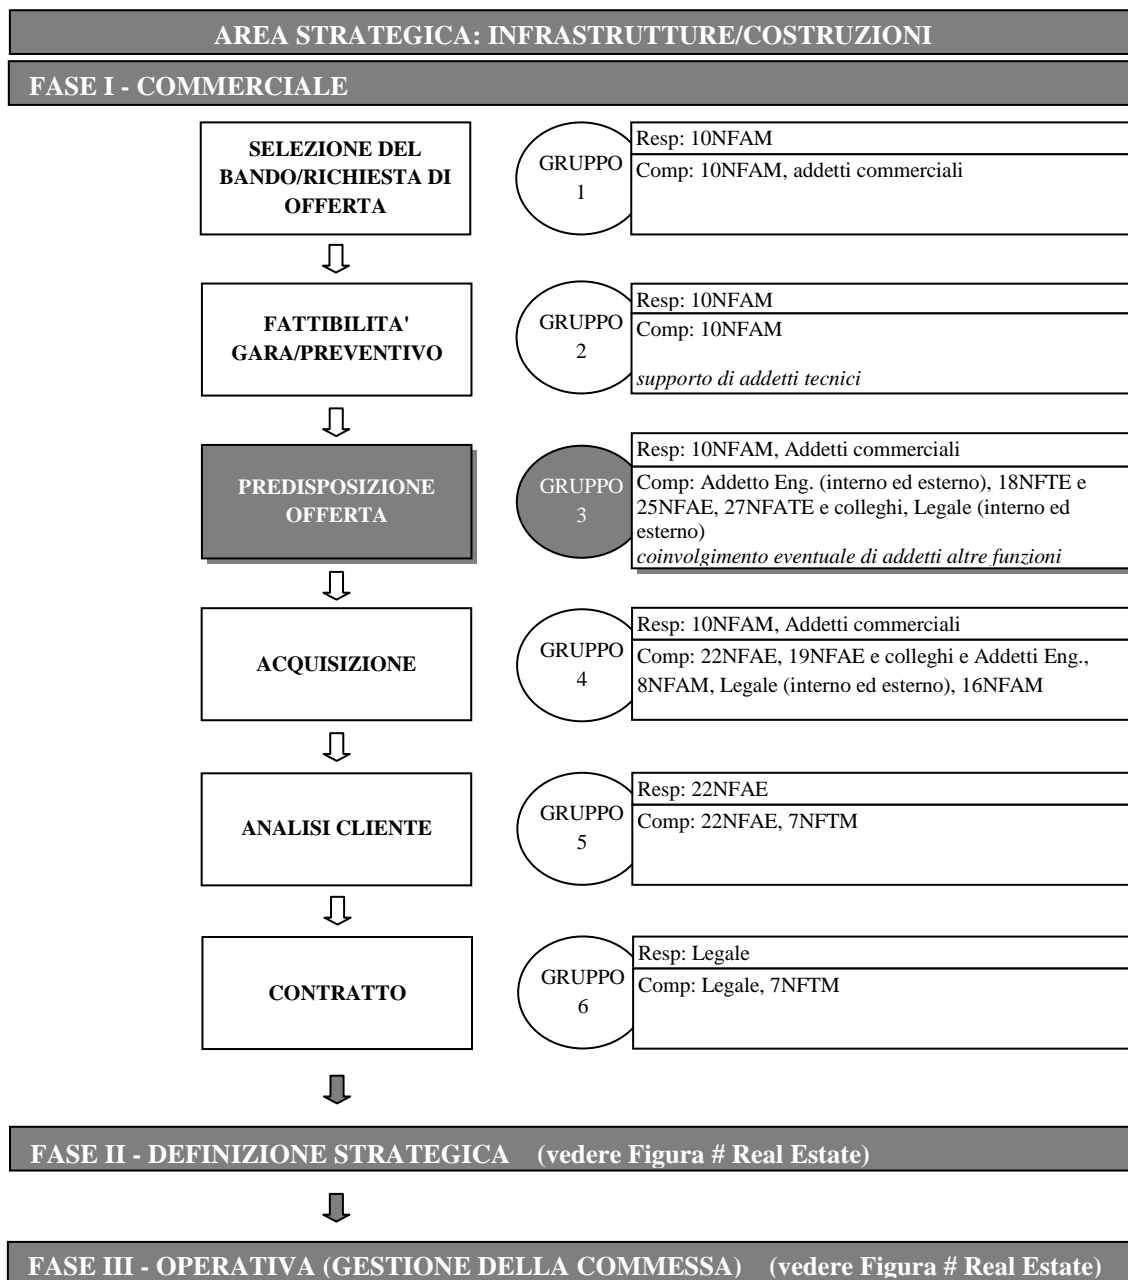 AREA STRATEGICA: INFRASTRUTTURE/COSTRUZIONI
FASE I - COMMERCIALE
SELEZIONE DEL
BANDO/RICHIESTA DI
OFFERTA
GRUPPO
1
Resp: 10NFAM
Comp: 10NFAM, addetti commerciali
FATTIBILITA'
GARA/PREVENTIVO
GRUPPO
2
Resp: 10NFAM
Comp: 10NFAM
supporto di addetti tecnici
PREDISPOSIZIONE
OFFERTA
GRUPPO
3
Resp: 10NFAM, Addetti commerciali
Comp: Addetto Eng. (interno ed esterno), 18NFTE e
25NFAE, 27NFATE e colleghi, Legale (interno ed
esterno)
coinvolgimento eventuale di addetti altre funzioni
ACQUISIZIONE
GRUPPO
4
Resp: 10NFAM, Addetti commerciali
Comp: 22NFAE, 19NFAE e colleghi e Addetti Eng.,
8NFAM, Legale (interno ed esterno), 16NFAM
ANALISI CLIENTE
GRUPPO
5
Resp: 22NFAE
Comp: 22NFAE, 7NFTM
CONTRATTO
GRUPPO
6
Resp: Legale
Comp: Legale, 7NFTM
FASE II - DEFINIZIONE STRATEGICA (vedere Figura # Real Estate)
FASE III - OPERATIVA (GESTIONE DELLA COMMESSA) (vedere Figura # Real Estate)